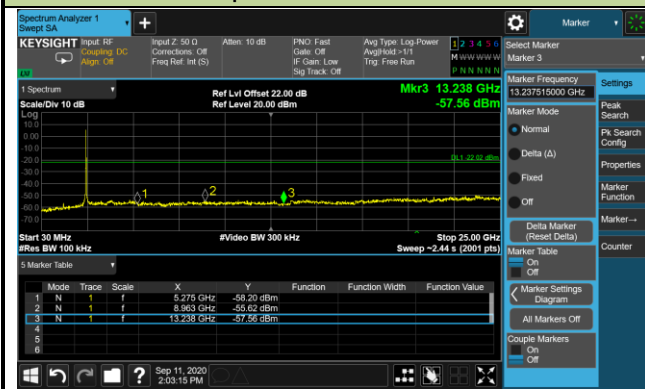 Spectrum Analyzer 1
Swept SA
Marker
KEYSIGHT
Input: RF
Coupling: DC
Align: Off
Input Z: 50 Ω
Corrections: Off
Freq Ref: Int (S)
Atten: 10 dB
PNO: Fast
Gate: Off
IF Gain: Low
Sig Track: Off
Avg Type: Log-Power
Avg|Hold:>1/1
Trig: Free Run
1 2 3 4 5 6
M W W W W W
P N N N N N
LVI
Select Marker
Marker 3
Marker Frequency
13.237515000 GHz
Settings
1 Spectrum
Scale/Div 10 dB
Ref Lvl Offset 22.00 dB
Ref Level 20.00 dBm
Mkr3 13.238 GHz
-57.56 dBm
Log
10.0
0.00
-10.0
-20.0
-30.0
-40.0
-50.0
-60.0
-70.0
DL1 -22.02 dBm
1
2
3
Start 30 MHz
#Res BW 100 kHz
#Video BW 300 kHz
Stop 25.00 GHz
Sweep ~2.44 s (2001 pts)
Marker Mode
Normal
Delta (Δ)
Fixed
Off
Delta Marker
(Reset Delta)
Marker Table
On
Off
Marker Settings
Diagram
All Markers Off
Couple Markers
On
Off
Peak
Search
Pk Search
Config
Properties
Marker
Function
Marker→
Counter
5 Marker Table
Mode Trace Scale X Y Function Function Width Function Value
1 N 1 f 5.275 GHz -58.20 dBm
2 N 1 f 8.963 GHz -55.62 dBm
3 N 1 f 13.238 GHz -57.56 dBm
4
5
6
?
Sep 11, 2020
2:03:15 PM